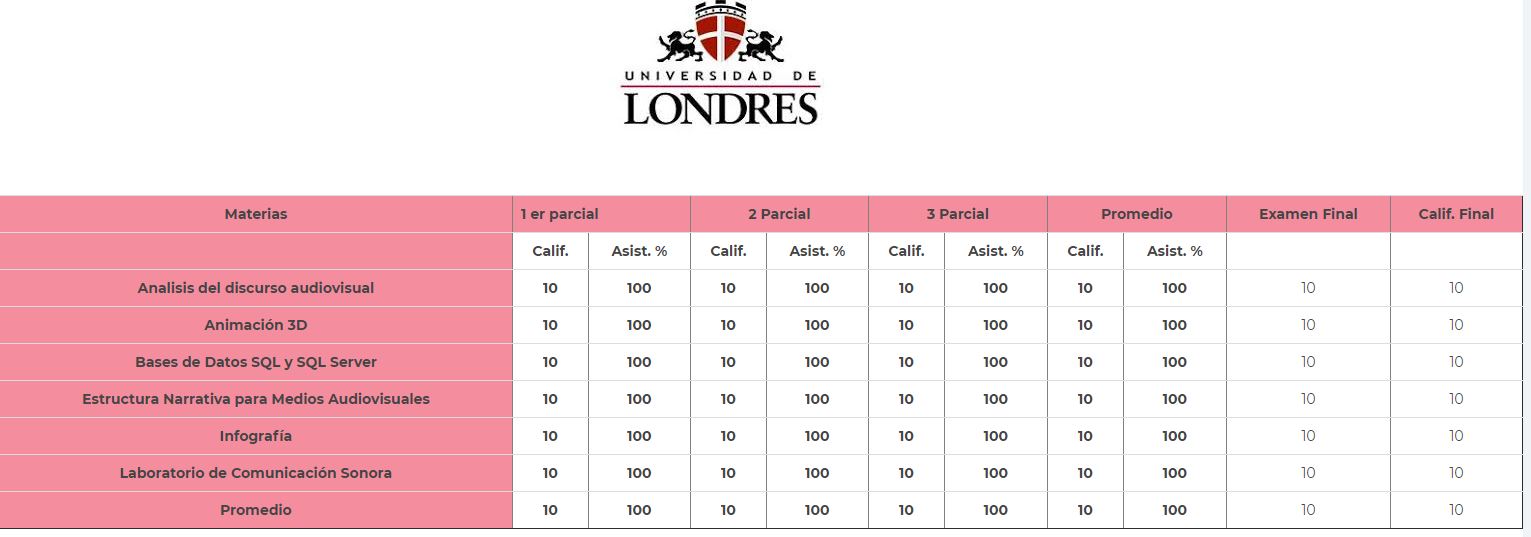 UNIVERSIDAD DE
LONDRES
Materias 1 er parcial 2 Parcial 3 Parcial Promedio Examen Final Calif. Final
Calif. Asist. % Calif. Asist. % Calif. Asist. % Calif. Asist. %
Analisis del discurso audiovisual 10 100 10 100 10 100 10 100 10 10
Animación 3D 10 100 10 100 10 100 10 100 10 10
Bases de Datos SQL y SQL Server 10 100 10 100 10 100 10 100 10 10
Estructura Narrativa para Medios Audiovisuales 10 100 10 100 10 100 10 100 10 10
Infografía 10 100 10 100 10 100 10 100 10 10
Laboratorio de Comunicación Sonora 10 100 10 100 10 100 10 100 10 10
Promedio 10 100 10 100 10 100 10 100 10 10